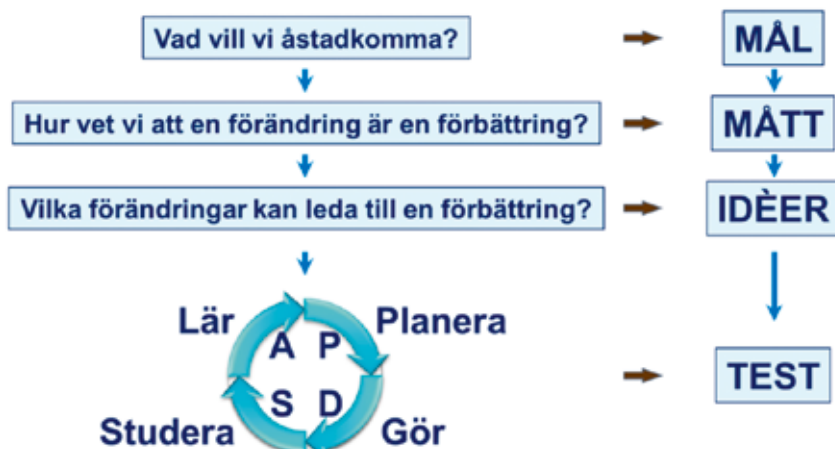 Vad vill vi åstadkomma?
MÅL
Hur vet vi att en förändring är en förbättring?
MÅTT
Vilka förändringar kan leda till en förbättring?
IDÈER
Lär
Planera
A P
S D
Studera
Gör
TEST